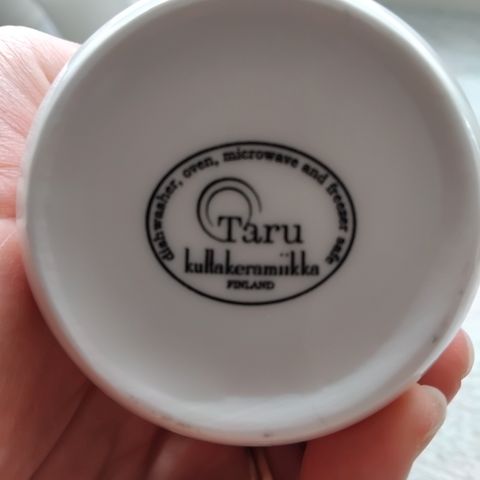 dishwasher, oven, microwave and freezer safe
Taru
kultakeramiikka
FINLAND